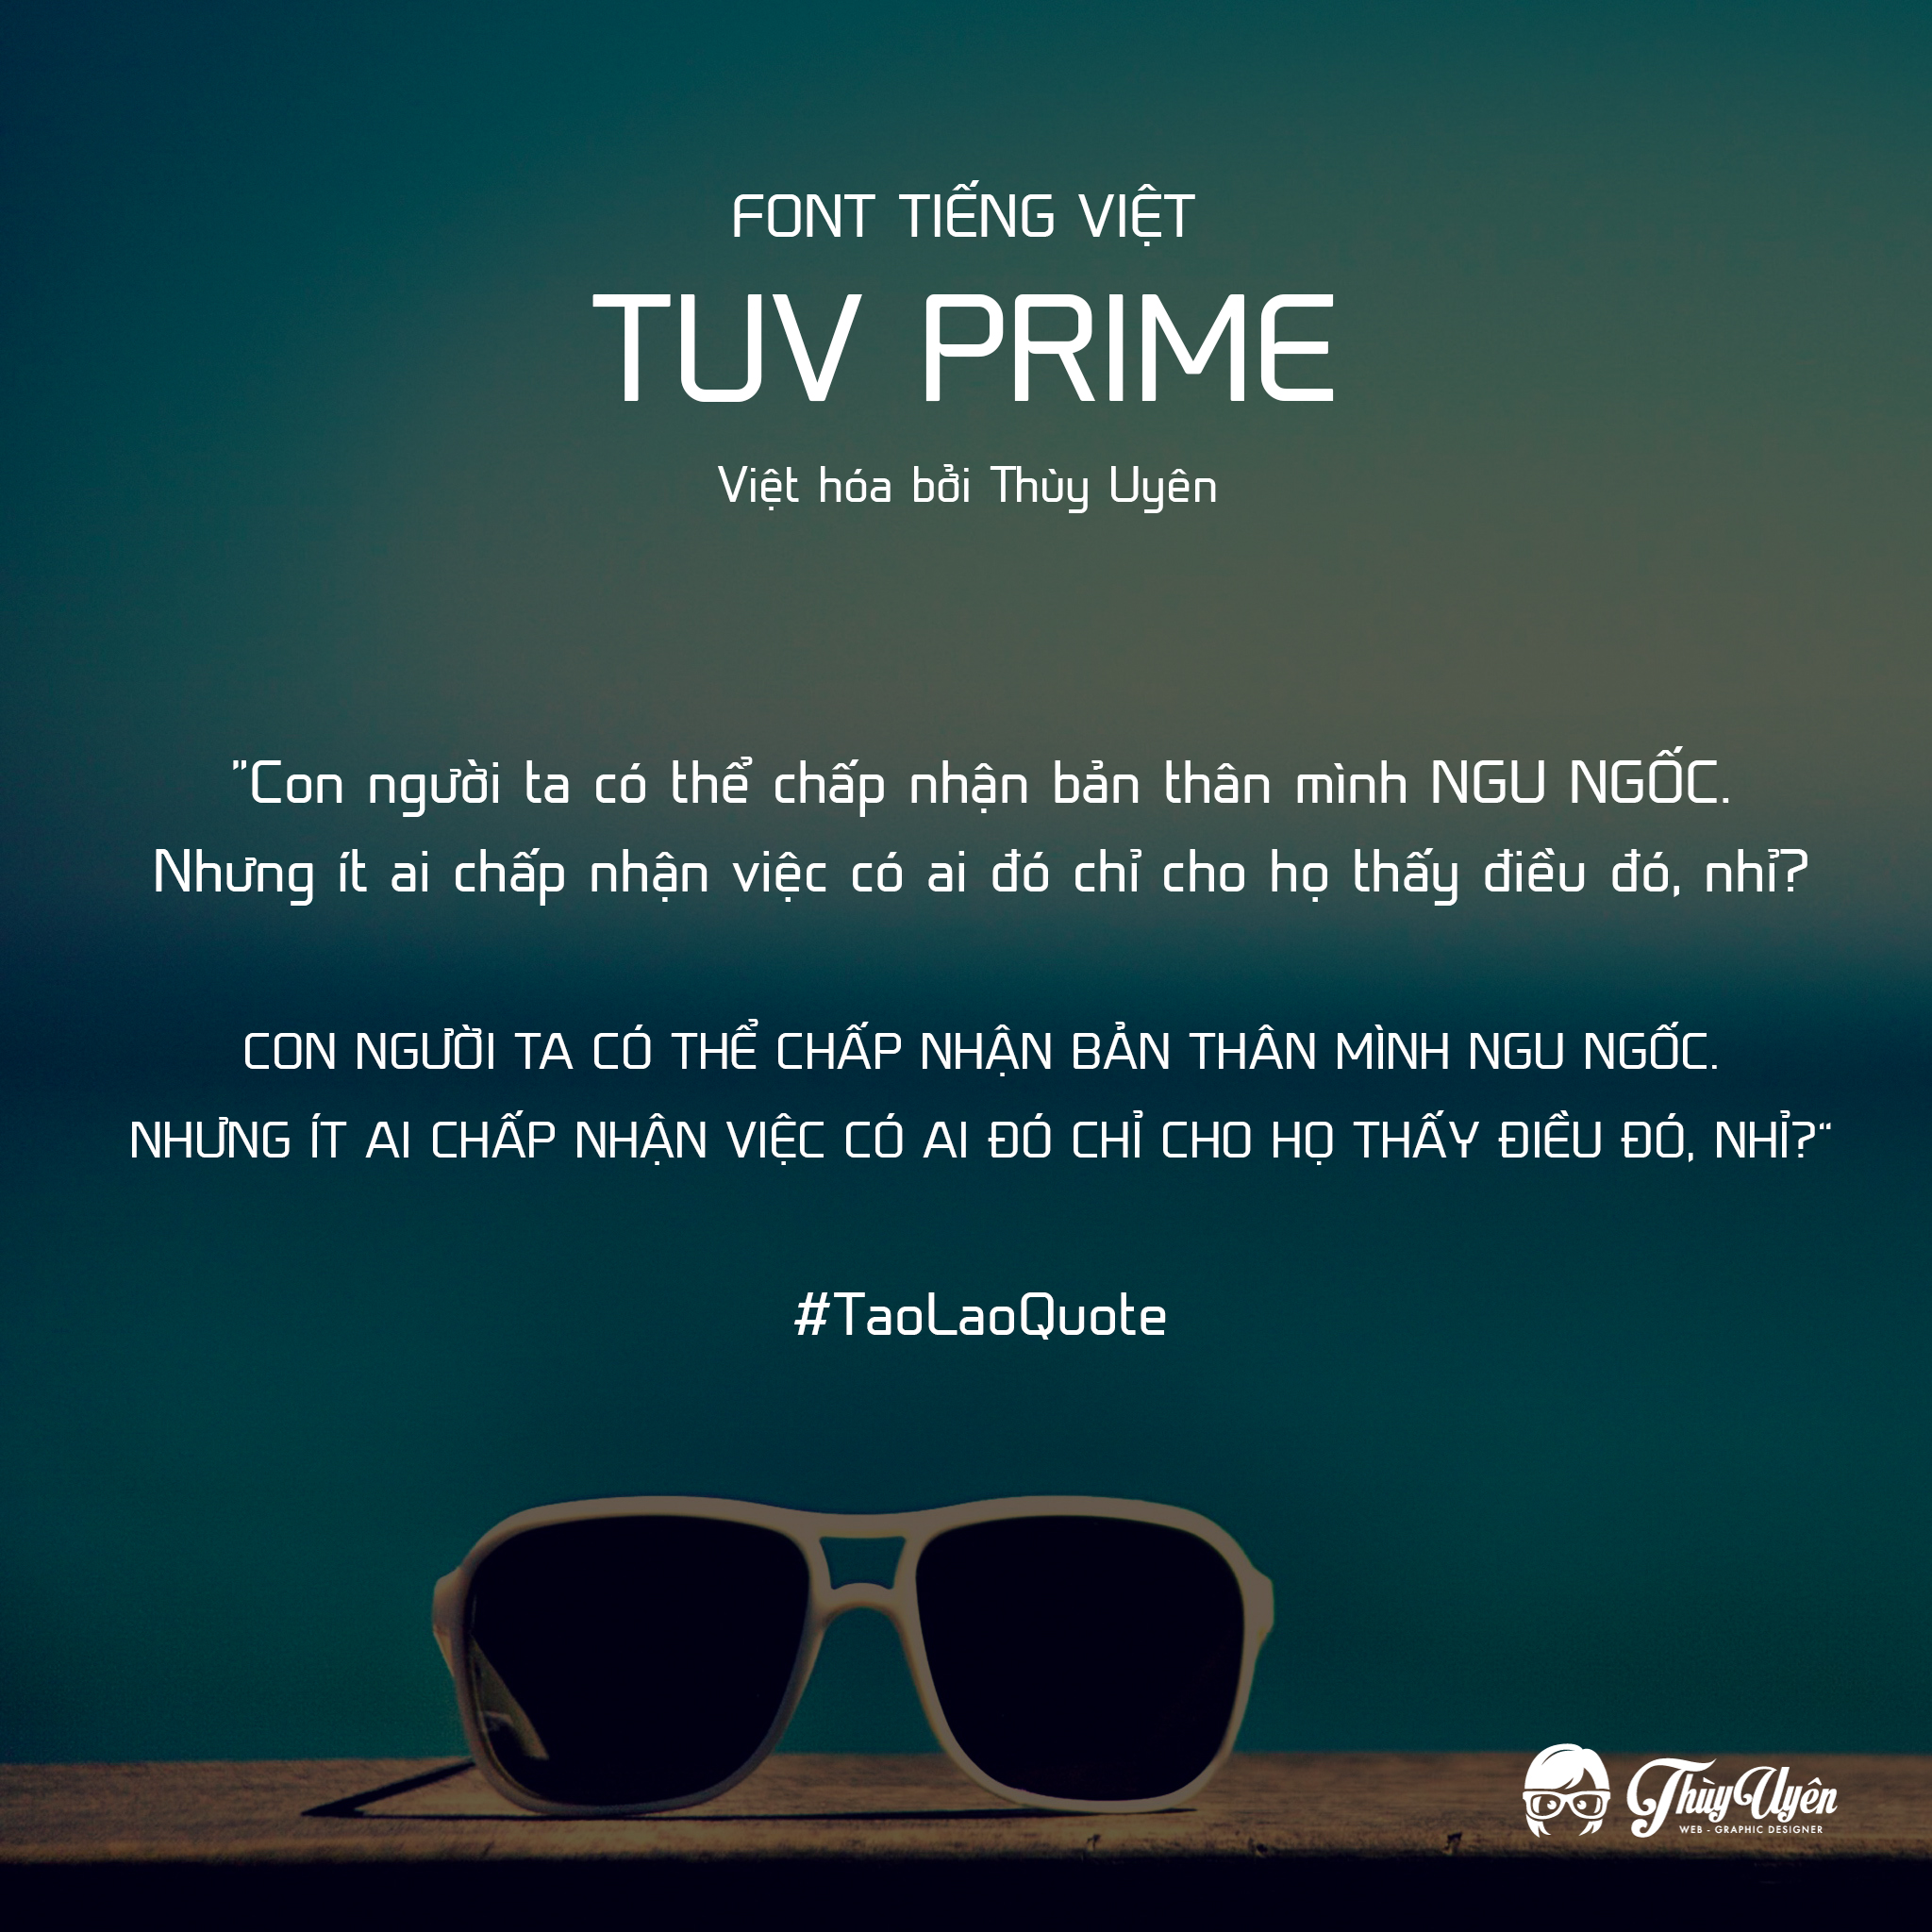 FONT TIẾNG VIỆT
TUV PRIME
Việt hóa bởi Thùy Uyên
"Con người ta có thể chấp nhận bản thân mình NGU NGỐC.
Nhưng ít ai chấp nhận việc có ai đó chỉ cho họ thấy điều đó, nhỉ?
CON NGƯỜI TA CÓ THỂ CHẤP NHẬN BẢN THÂN MÌNH NGU NGỐC.
NHƯNG ÍT AI CHẤP NHẬN VIỆC CÓ AI ĐÓ CHỈ CHO HỌ THẤY ĐIỀU ĐÓ, NHỈ?“
#TaoLaoQuote
Thùy Uyên
WEB - GRAPHIC DESIGNER